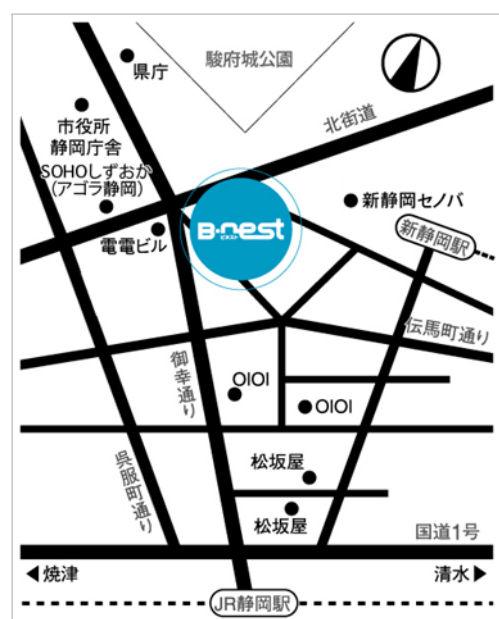 駿府城公園
県庁
北街道
市役所
静岡庁舎
SOHOしずおか
(アゴラ静岡)
新静岡セノバ
B・nest
ビネスト
電電ビル
新静岡駅
伝馬町通り
御幸通り
OIOI
OIOI
呉服町通り
松坂屋
松坂屋
国道1号
◀焼津
清水▶
JR静岡駅